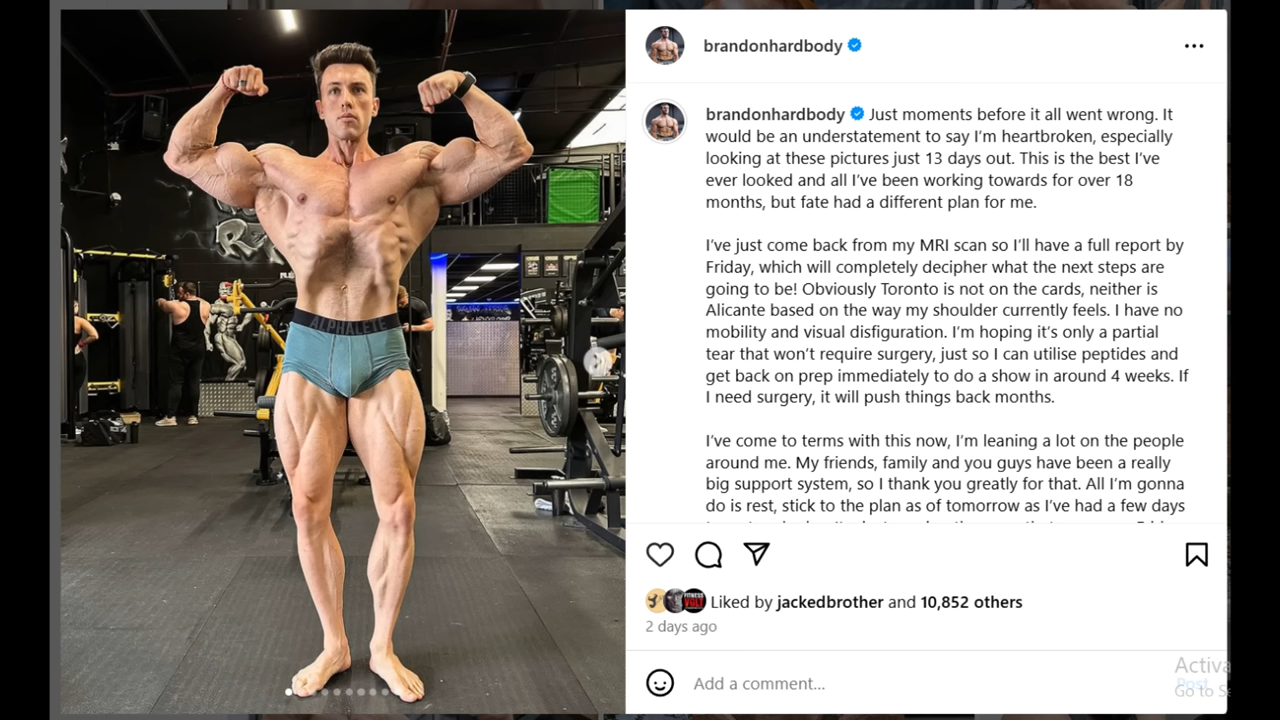 brandonhardbody
brandonhardbody Just moments before it all went wrong. It
would be an understatement to say I'm heartbroken, especially
looking at these pictures just 13 days out. This is the best I've
ever looked and all I've been working towards for over 18
months, but fate had a different plan for me.
I've just come back from my MRI scan so I'll have a full report by
Friday, which will completely decipher what the next steps are
going to be! Obviously Toronto is not on the cards, neither is
Alicante based on the way my shoulder currently feels. I have no
mobility and visual disfiguration. I'm hoping it's only a partial
tear that won't require surgery, just so I can utilise peptides and
get back on prep immediately to do a show in around 4 weeks. If
I need surgery, it will push things back months.
I've come to terms with this now, I'm leaning a lot on the people
around me. My friends, family and you guys have been a really
big support system, so I thank you greatly for that. All I'm gonna
do is rest, stick to the plan as of tomorrow as I've had a few days
Liked by jackedbrother and 10,852 others
2 days ago
Add a comment...
Post
Activa
Go to S
ALPHALETE
FITNESS
VOLT